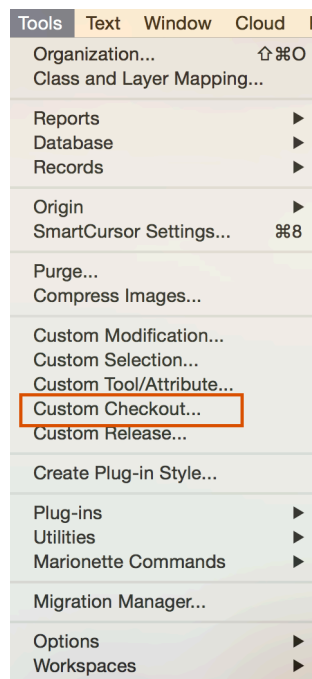 Tools Text Window Cloud
Organization... ⇧⌘O
Class and Layer Mapping...
Reports ▶
Database ▶
Records ▶
Origin ▶
SmartCursor Settings... ⌘8
Purge...
Compress Images...
Custom Modification...
Custom Selection...
Custom Tool/Attribute...
Custom Checkout...
Custom Release...
Create Plug-in Style...
Plug-ins ▶
Utilities ▶
Marionette Commands ▶
Migration Manager...
Options ▶
Workspaces ▶